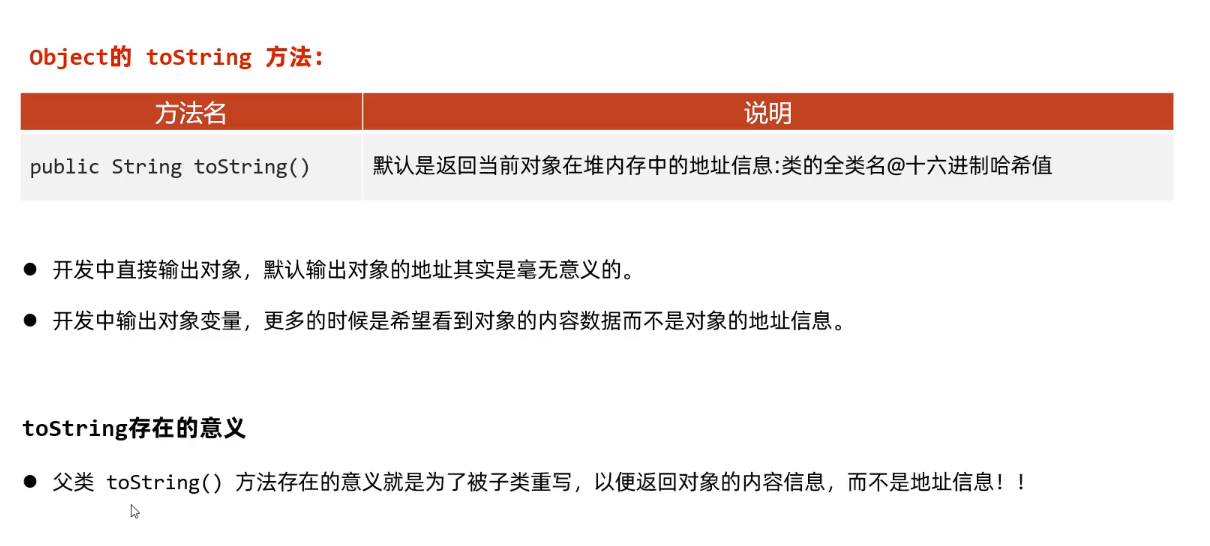 Object的 toString 方法：
方法名 说明
public String toString() 默认是返回当前对象在堆内存中的地址信息:类的全类名@十六进制哈希值
● 开发中直接输出对象，默认输出对象的地址其实是毫无意义的。
● 开发中输出对象变量，更多的时候是希望看到对象的内容数据而不是对象的地址信息。
toString存在的意义
● 父类 toString() 方法存在的意义就是为了被子类重写，以便返回对象的内容信息，而不是地址信息！！